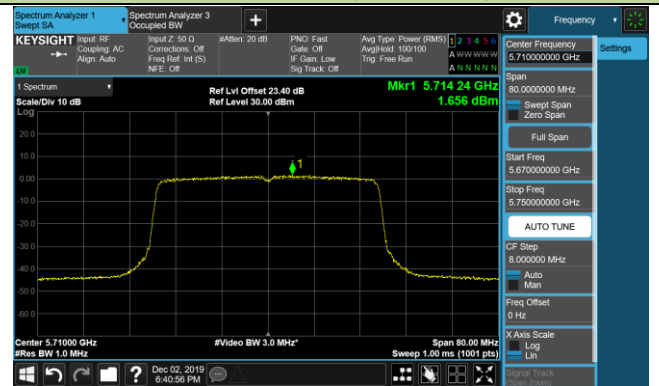 Spectrum Analyzer 1
Swept SA
Spectrum Analyzer 3
Occupied BW
Frequency
KEYSIGHT
Input: RF
Coupling: AC
Align: Auto
Input Z: 50 Ω
Corrections: Off
Freq Ref: Int (S)
NFE: Off
#Atten: 20 dB
PNO: Fast
Gate: Off
IF Gain: Low
Sig Track: Off
Avg Type: Power (RMS)
Avg|Hold: 100/100
Trig: Free Run
1 2 3 4 5 6
A W W W W W
A N N N N N
LXI
1 Spectrum
Scale/Div 10 dB
Log
Ref Lvl Offset 23.40 dB
Ref Level 30.00 dBm
Mkr1 5.714 24 GHz
1.656 dBm
20.0
10.0
0.00
-10.0
-20.0
-30.0
-40.0
-50.0
-60.0
1
Center 5.71000 GHz
#Res BW 1.0 MHz
#Video BW 3.0 MHz*
Span 80.00 MHz
Sweep 1.00 ms (1001 pts)
Dec 02, 2019
6:40:56 PM
Center Frequency
5.710000000 GHz
Settings
Span
80.0000000 MHz
Swept Span
Zero Span
Full Span
Start Freq
5.670000000 GHz
Stop Freq
5.750000000 GHz
AUTO TUNE
CF Step
8.000000 MHz
Auto
Man
Freq Offset
0 Hz
X Axis Scale
Log
Lin
Signal Track
(Span Zoom)